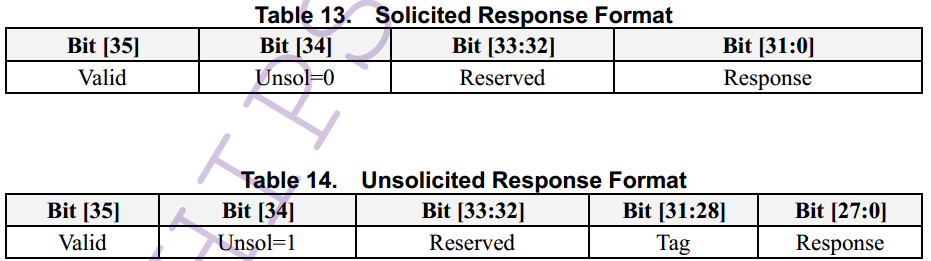 Table 13. Solicited Response Format
Bit [35] Bit [34] Bit [33:32] Bit [31:0]
Valid Unsol=0 Reserved Response
Table 14. Unsolicited Response Format
Bit [35] Bit [34] Bit [33:32] Bit [31:28] Bit [27:0]
Valid Unsol=1 Reserved Tag Response